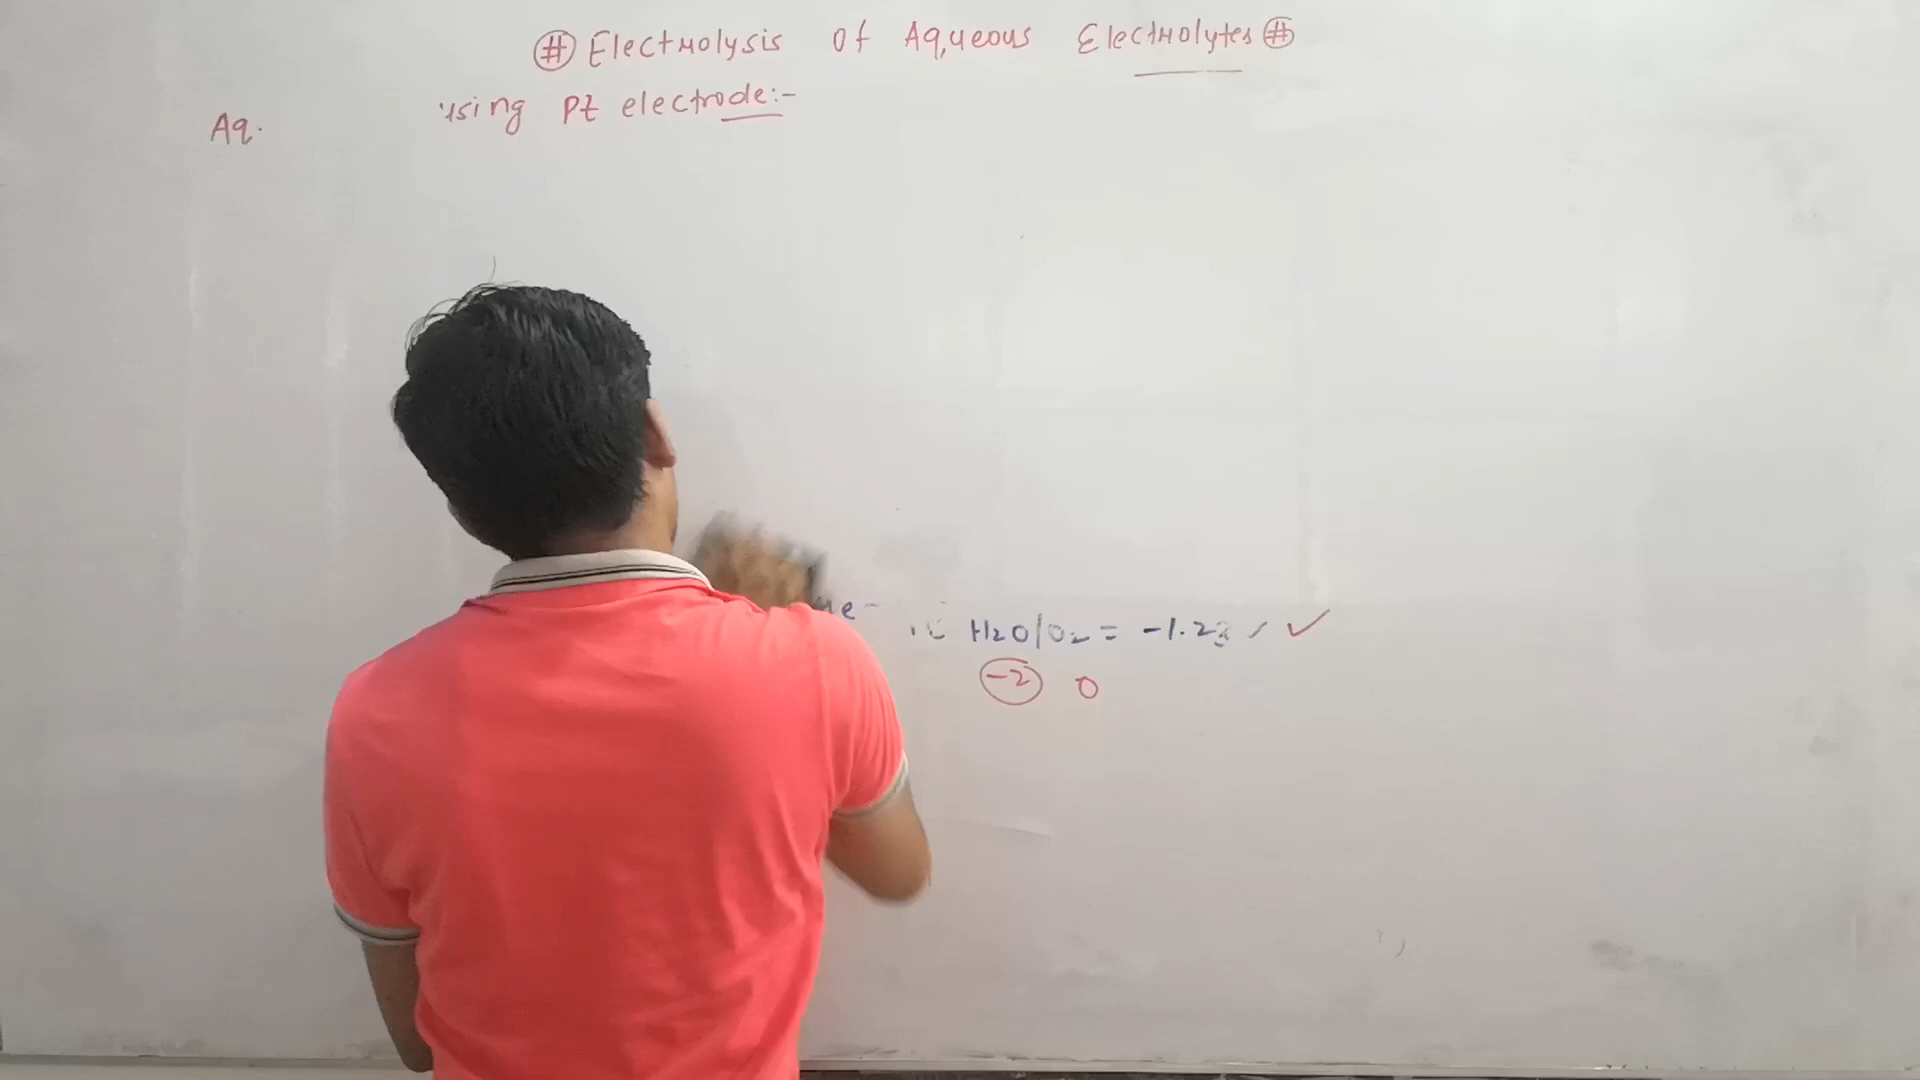 # Electrolysis of Aqueous Electrolytes #
Aq. using Pt electrode:-
e- H2O/O2 = -1.23 ✓
-2 0